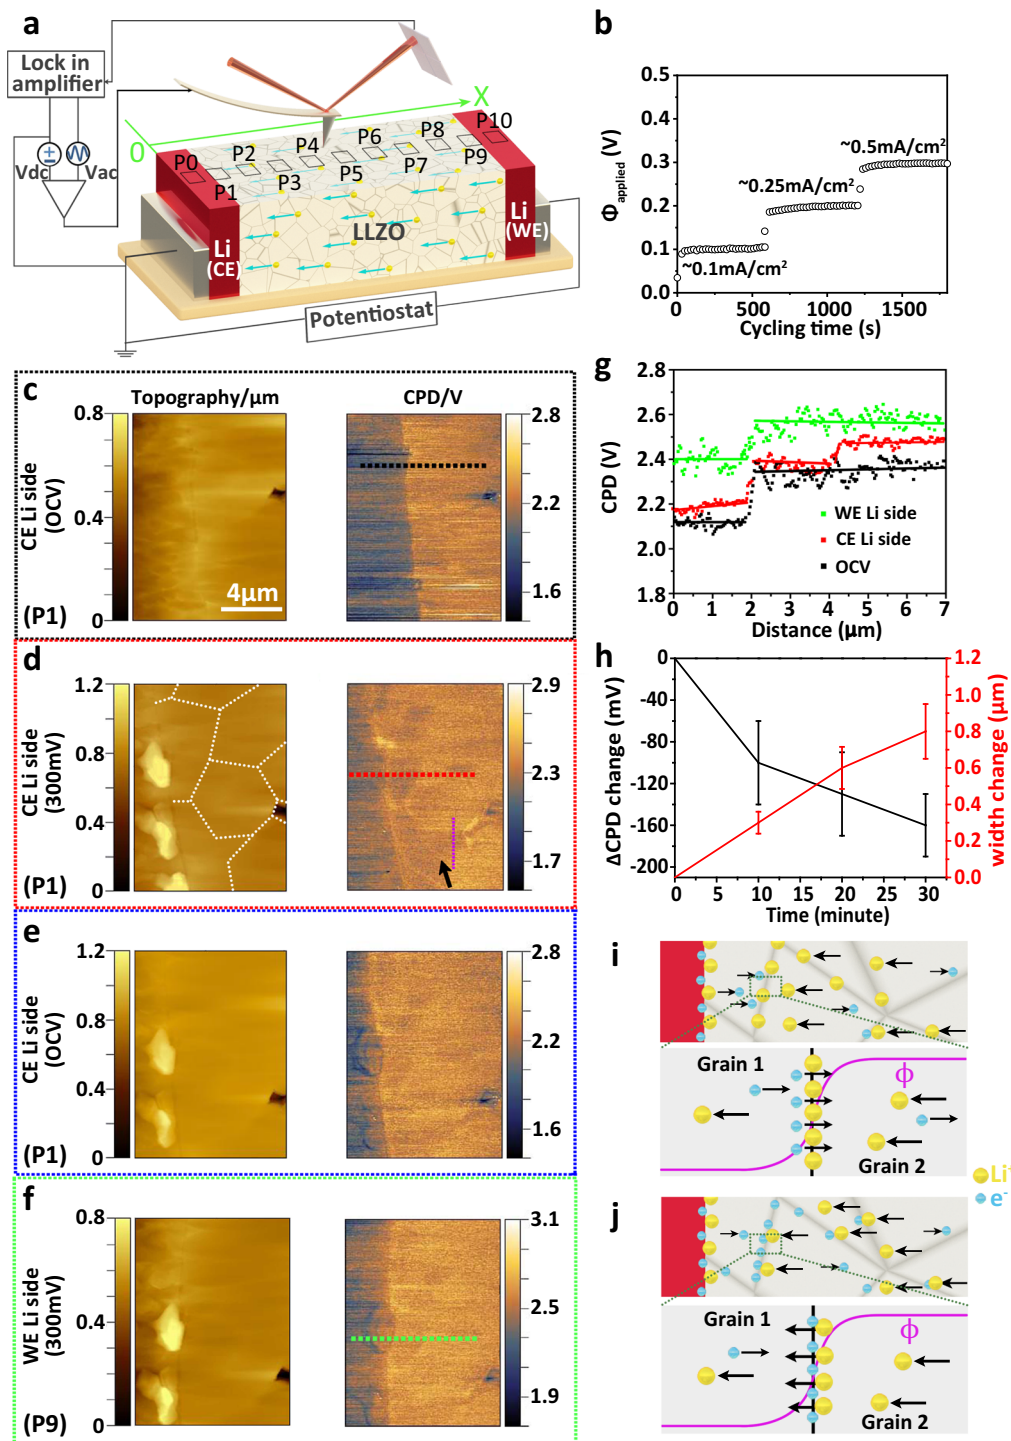 a
Lock in
amplifier
Vdc
Vac
O
X
P0
P2
P4
P6
P8
P10
P1
P3
P5
P7
P9
LLZO
Li
(CE)
Li
(WE)
Potentiostat
b
Φapplied (V)
0.5
0.4
0.3
0.2
0.1
0.0
~0.5mA/cm²
~0.25mA/cm²
~0.1mA/cm²
0
500
1000
1500
Cycling time (s)
c
Topography/µm
CPD/V
CE Li side
(OCV)
(P1)
0.8
0.4
0
4µm
2.8
2.2
1.6
d
CE Li side
(300mV)
(P1)
1.2
0.8
0.4
0
2.9
2.3
1.7
e
CE Li side
(OCV)
(P1)
1.2
0.8
0.4
0
2.8
2.2
1.6
f
WE Li side
(300mV)
(P9)
0.8
0.4
0
3.1
2.5
1.9
g
CPD (V)
2.8
2.6
2.4
2.2
2.0
1.8
WE Li side
CE Li side
OCV
0 1 2 3 4 5 6 7
Distance (µm)
h
ΔCPD change (mV)
0
-40
-80
-120
-160
-200
1.2
1.0
0.8
0.6
0.4
0.2
0.0
width change (µm)
0 10 20 30
Time (minute)
i
Grain 1
ϕ
Grain 2
Li⁺
e⁻
j
Grain 1
ϕ
Grain 2